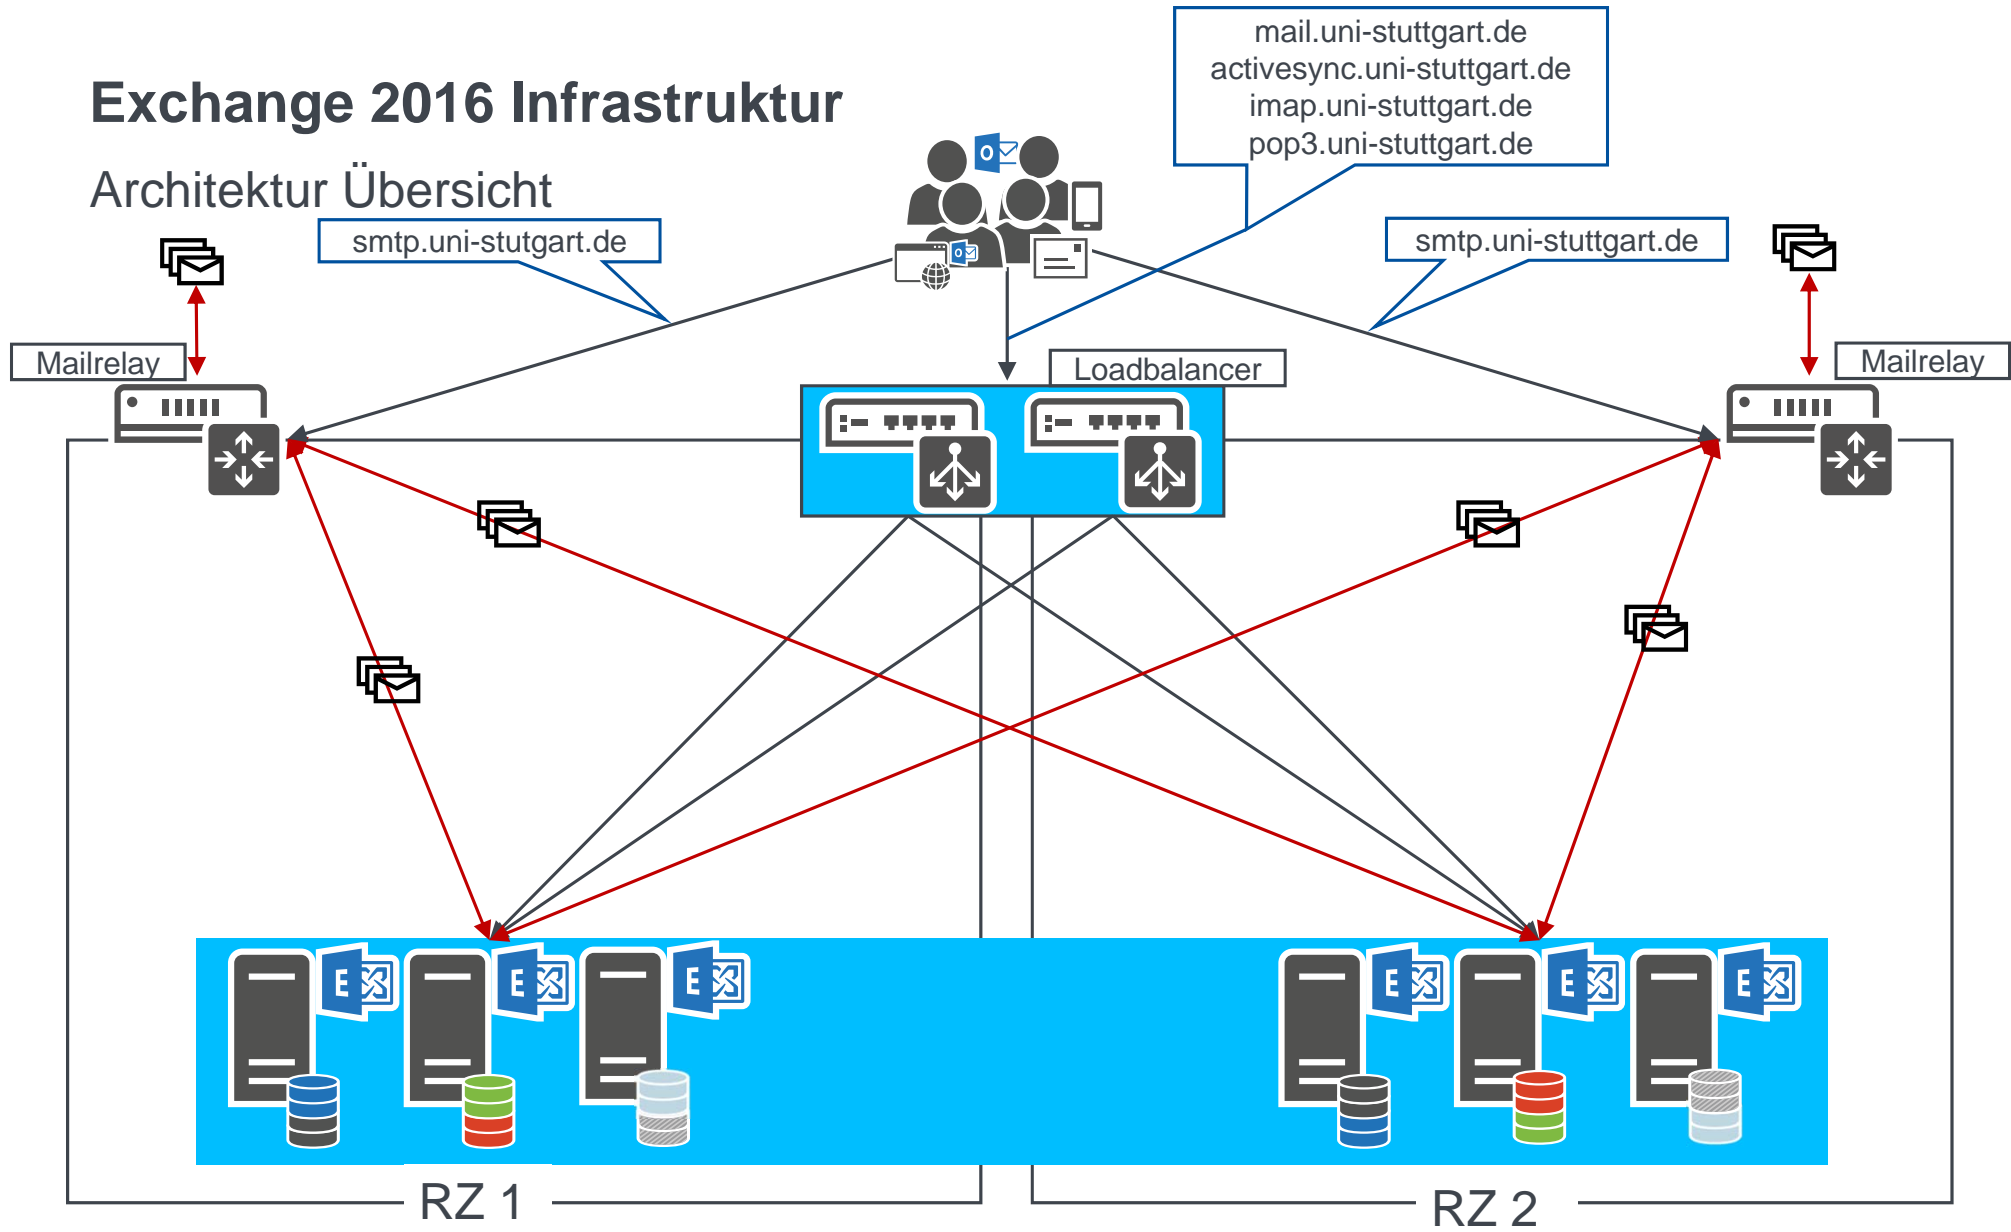 mail.uni-stuttgart.de
activesync.uni-stuttgart.de
imap.uni-stuttgart.de
pop3.uni-stuttgart.de
Exchange 2016 Infrastruktur
Architektur Übersicht
smtp.uni-stutgart.de
smtp.uni-stuttgart.de
Mailrelay
Loadbalancer
Mailrelay
O
O
E
E
E
E
E
E
RZ 1
RZ 2